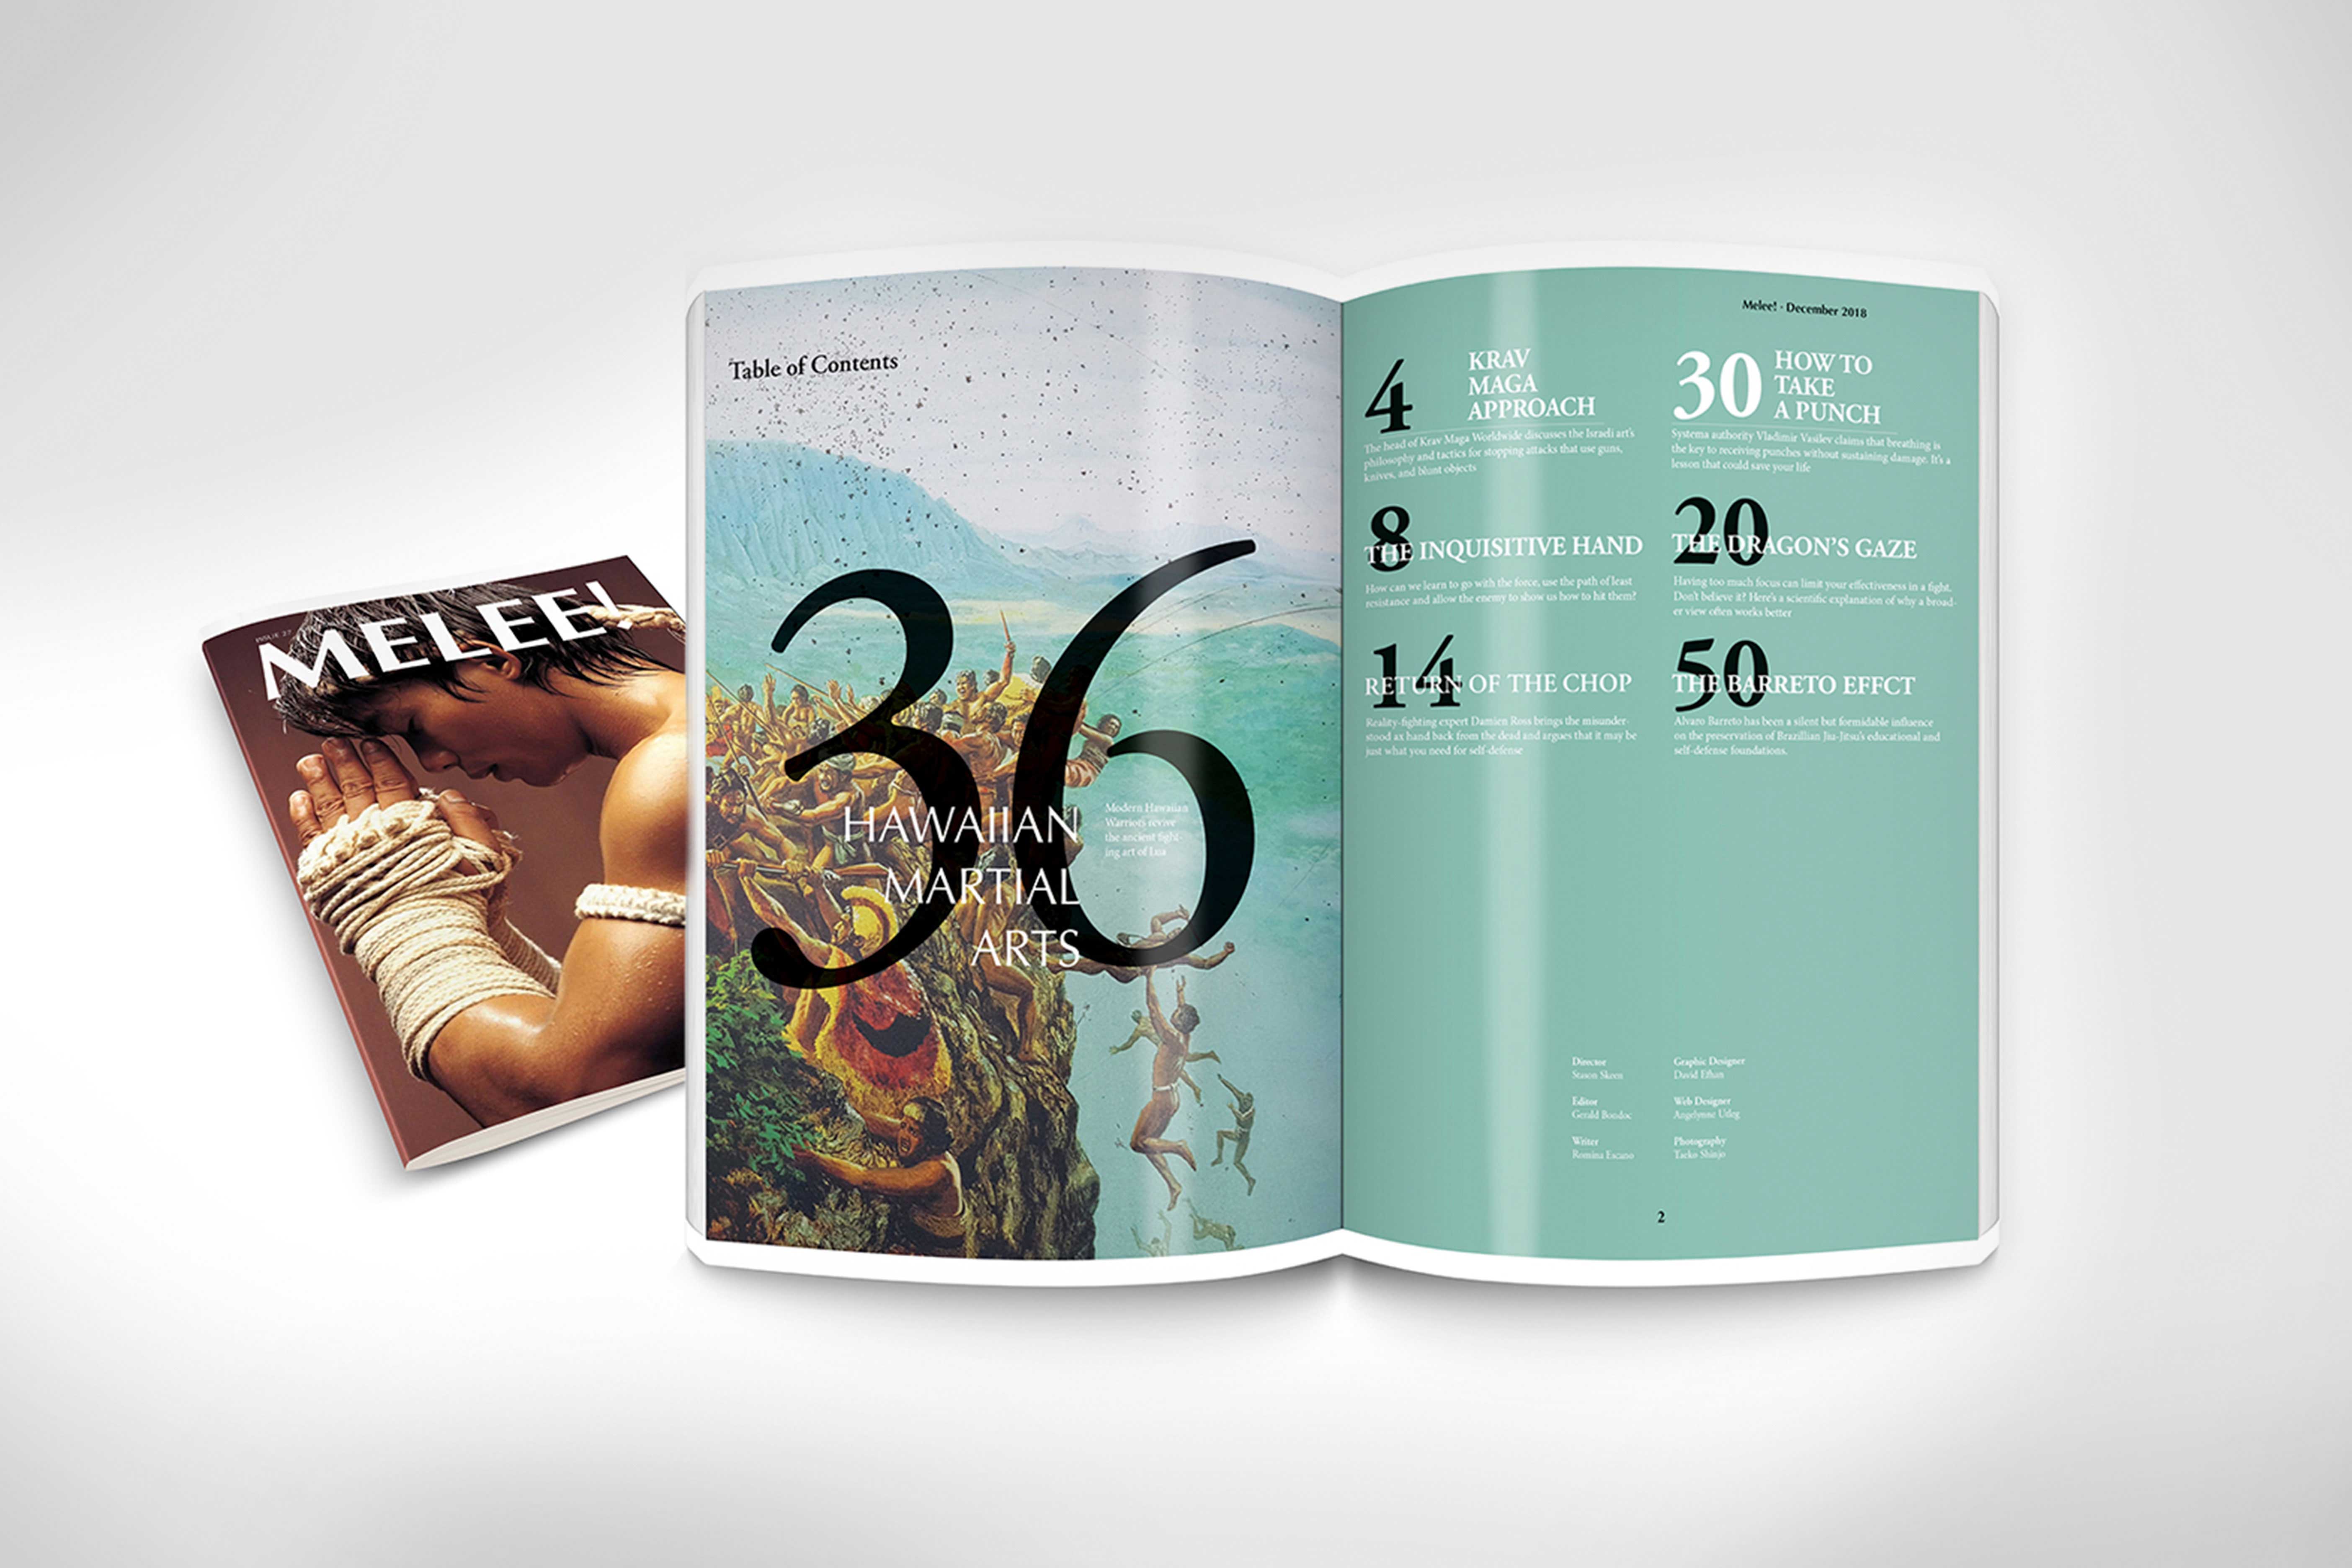 ISSUE 27
MELEE!
Table of Contents
36
HAWAIIAN
MARTIAL
ARTS
Modern Hawaiian
Warriors revive
the ancient fight-
ing art of Lua
Melee! - December 2018
4
KRAV
MAGA
APPROACH
The head of Krav Maga Worldwide discusses the Israeli art's
philosophy and tactics for stopping attacks that use guns,
knives, and blunt objects
8
THE INQUISITIVE HAND
How can we learn to go with the force, use the path of least
resistance and allow the enemy to show us how to hit them?
14
RETURN OF THE CHOP
Reality-fighting expert Damien Ross brings the misunder-
stood ax hand back from the dead and argues that it may be
just what you need for self-defense
30
HOW TO
TAKE
A PUNCH
Systema authority Vladimir Vasilev claims that breathing is
the key to receiving punches without sustaining damage. It's a
lesson that could save your life
20
THE DRAGON'S GAZE
Having too much focus can limit your effectiveness in a fight.
Don't believe it? Here's a scientific explanation of why a broad-
er view often works better
50
THE BARRETO EFFCT
Alvaro Barreto has been a silent but formidable influence
on the preservation of Brazillian Jiu-Jitsu's educational and
self-defense foundations.
Director
Stason Skeen
Editor
Gerald Bondoc
Writer
Romina Escano
Graphic Designer
David Efhan
Web Designer
Angelynne Utleg
Photography
Taeko Shinjo
2